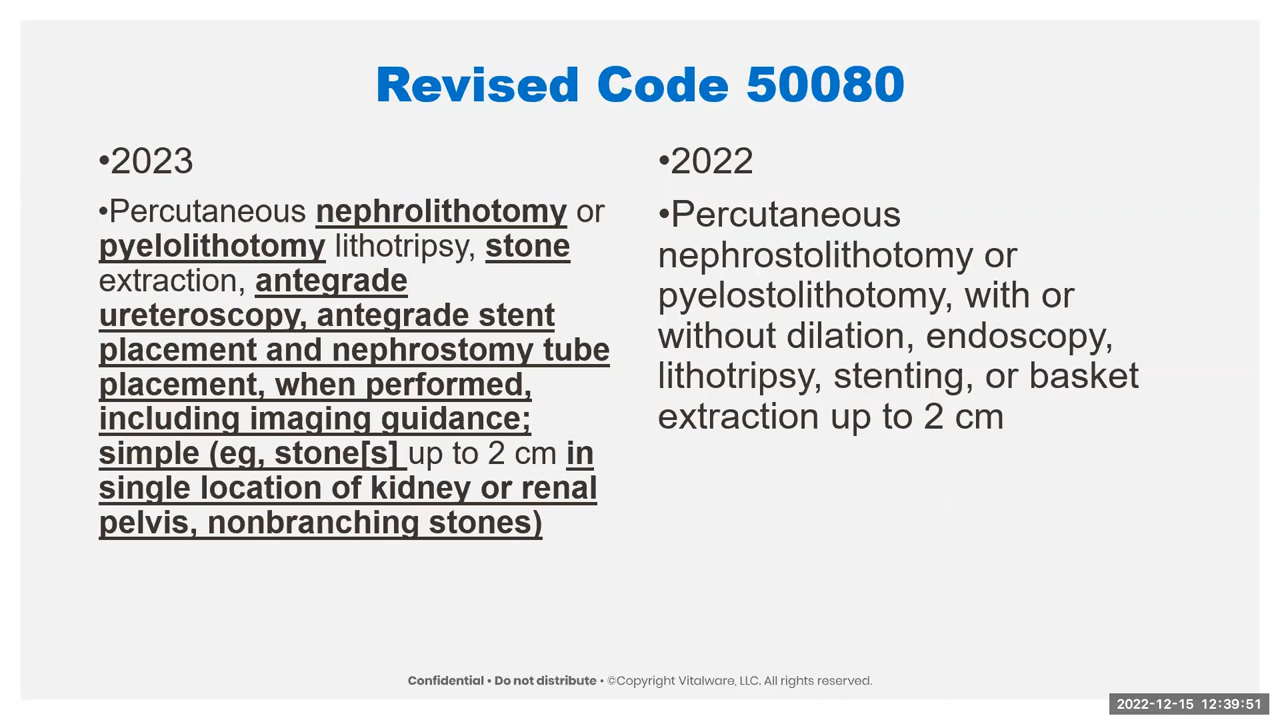 Revised Code 50080
•2023
•Percutaneous nephrolithotomy or
pyelolithotomy lithotripsy, stone
extraction, antegrade
ureteroscopy, antegrade stent
placement and nephrostomy tube
placement, when performed,
including imaging guidance;
simple (eg, stone[s] up to 2 cm in
single location of kidney or renal
pelvis, nonbranching stones)
•2022
•Percutaneous
nephrostolithotomy or
pyelostolithotomy, with or
without dilation, endoscopy,
lithotripsy, stenting, or basket
extraction up to 2 cm
Confidential • Do not distribute • ©Copyright Vitalware, LLC. All rights reserved.
2022-12-15 12:39:51